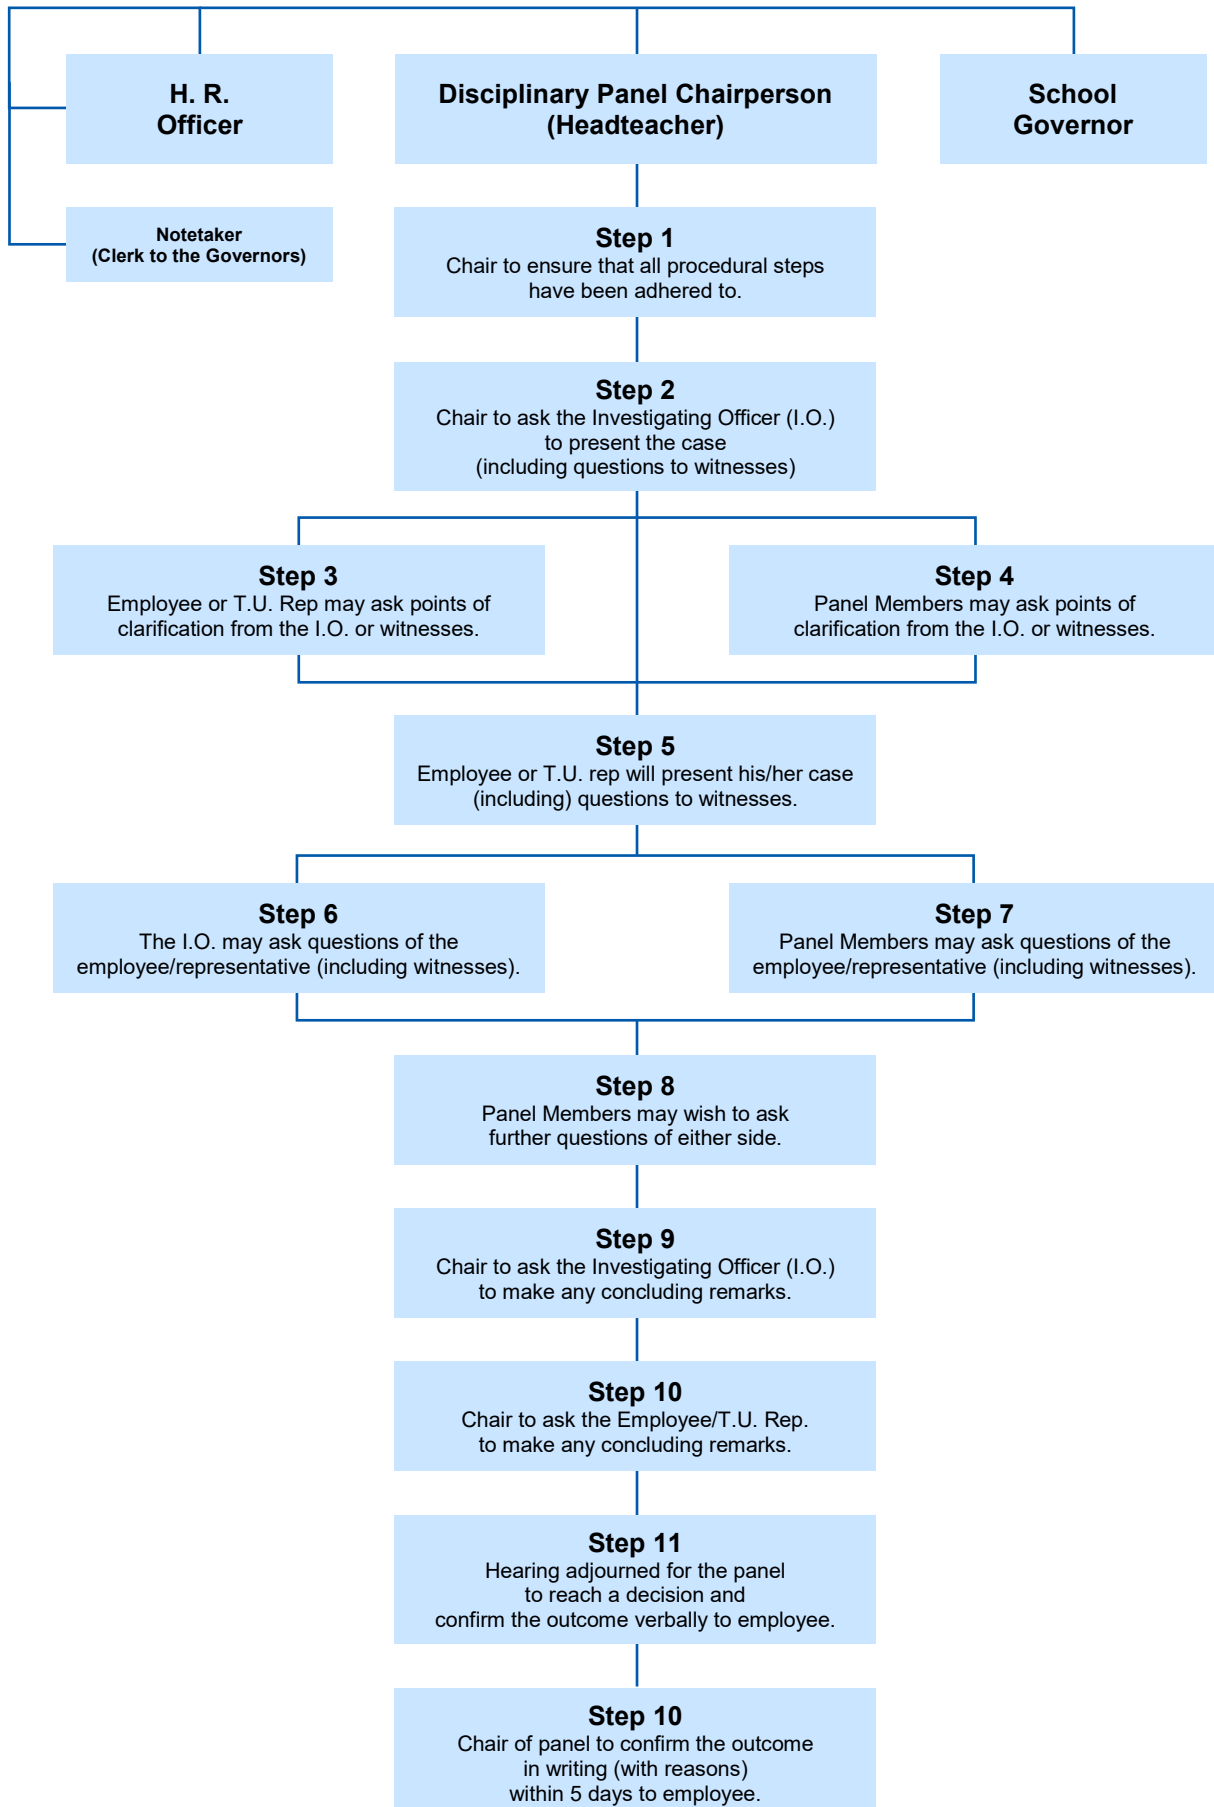 H. R.
Officer
Disciplinary Panel Chairperson
(Headteacher)
School
Governor
Notetaker
(Clerk to the Governors)
Step 1
Chair to ensure that all procedural steps
have been adhered to.
Step 2
Chair to ask the Investigating Officer (I.O.)
to present the case
(including questions to witnesses)
Step 3
Employee or T.U. Rep may ask points of
clarification from the I.O. or witnesses.
Step 4
Panel Members may ask points of
clarification from the I.O. or witnesses.
Step 5
Employee or T.U. rep will present his/her case
(including) questions to witnesses.
Step 6
The I.O. may ask questions of the
employee/representative (including witnesses).
Step 7
Panel Members may ask questions of the
employee/representative (including witnesses).
Step 8
Panel Members may wish to ask
further questions of either side.
Step 9
Chair to ask the Investigating Officer (I.O.)
to make any concluding remarks.
Step 10
Chair to ask the Employee/T.U. Rep.
to make any concluding remarks.
Step 11
Hearing adjourned for the panel
to reach a decision and
confirm the outcome verbally to employee.
Step 10
Chair of panel to confirm the outcome
in writing (with reasons)
within 5 days to employee.